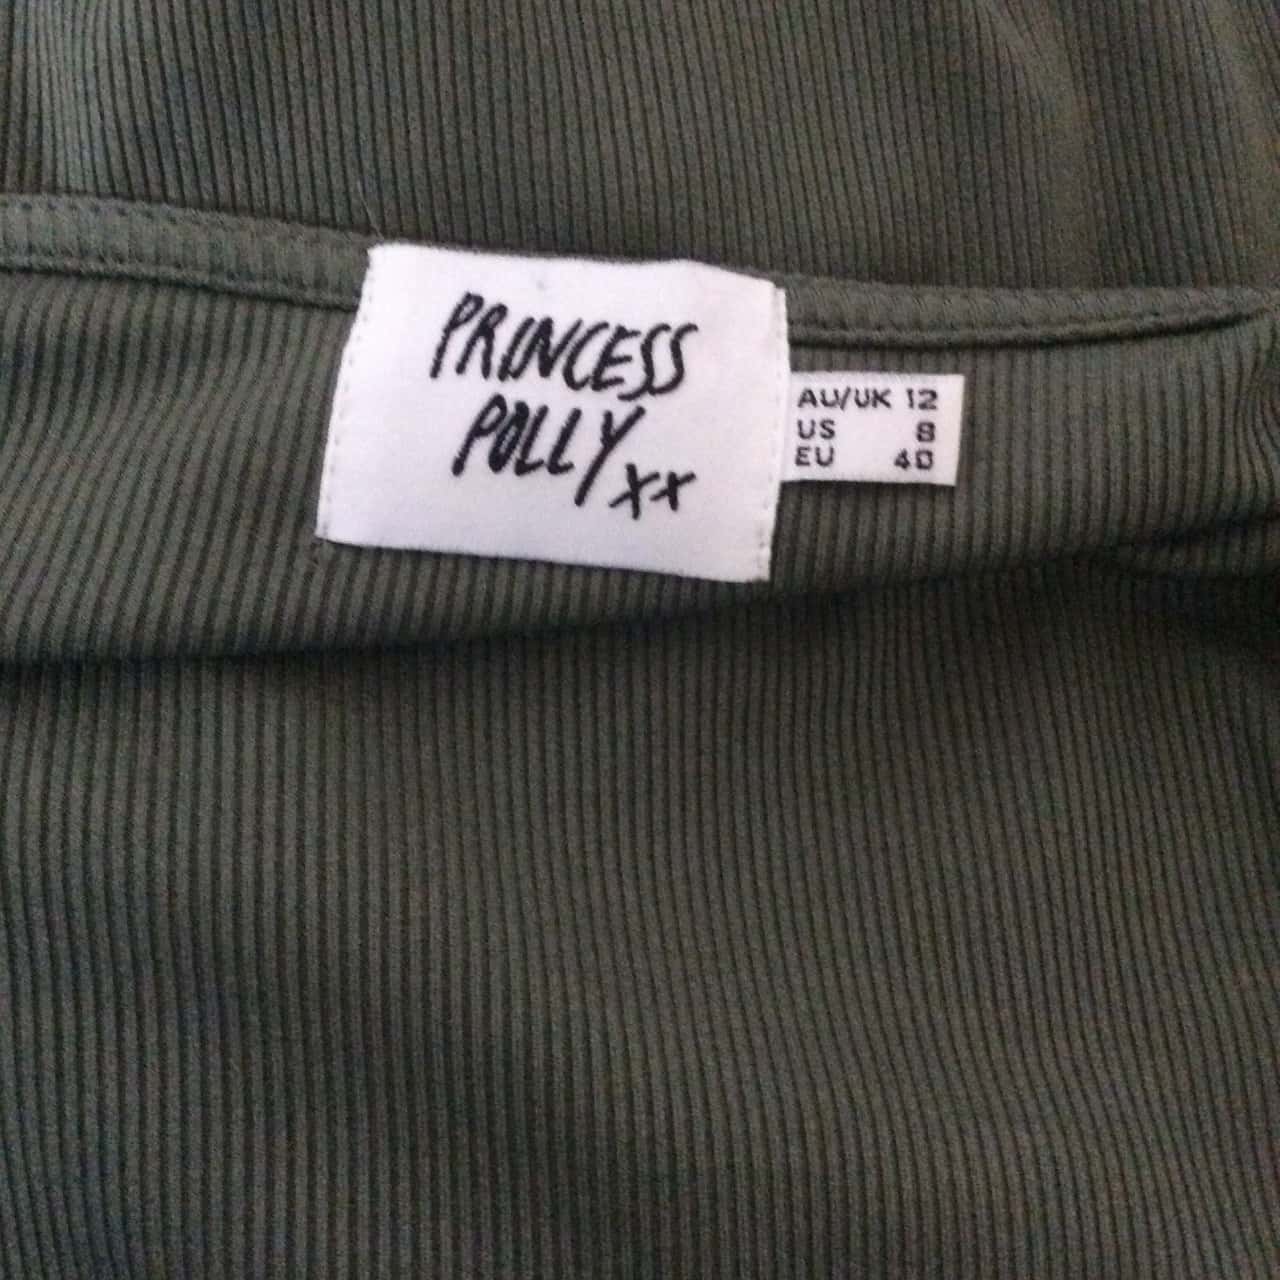 PRINCESS
POLLY xx
AU/UK 12
US 8
EU 40